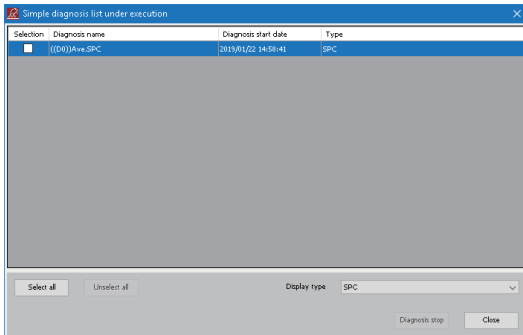 Simple diagnosis list under execution
Selection Diagnosis name Diagnosis start date Type
((D0))Ave.SPC 2019/01/22 14:58:41 SPC
Select all Unselect all Display type SPC
Diagnosis stop Close